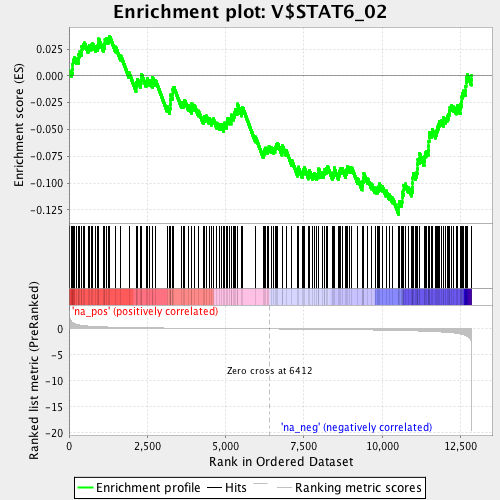 Enrichment plot: V$STAT6_02
Enrichment score (ES)
0.025
0.000
-0.025
-0.050
-0.075
-0.100
-0.125
'na_pos' (positively correlated)
Ranked list metric (PreRanked)
0
-5
-10
-15
-20
Zero cross at 6412
'na_neg' (negatively correlated)
0
2,500
5,000
7,500
10,000
12,500
Rank in Ordered Dataset
Enrichment profile
Hits
Ranking metric scores